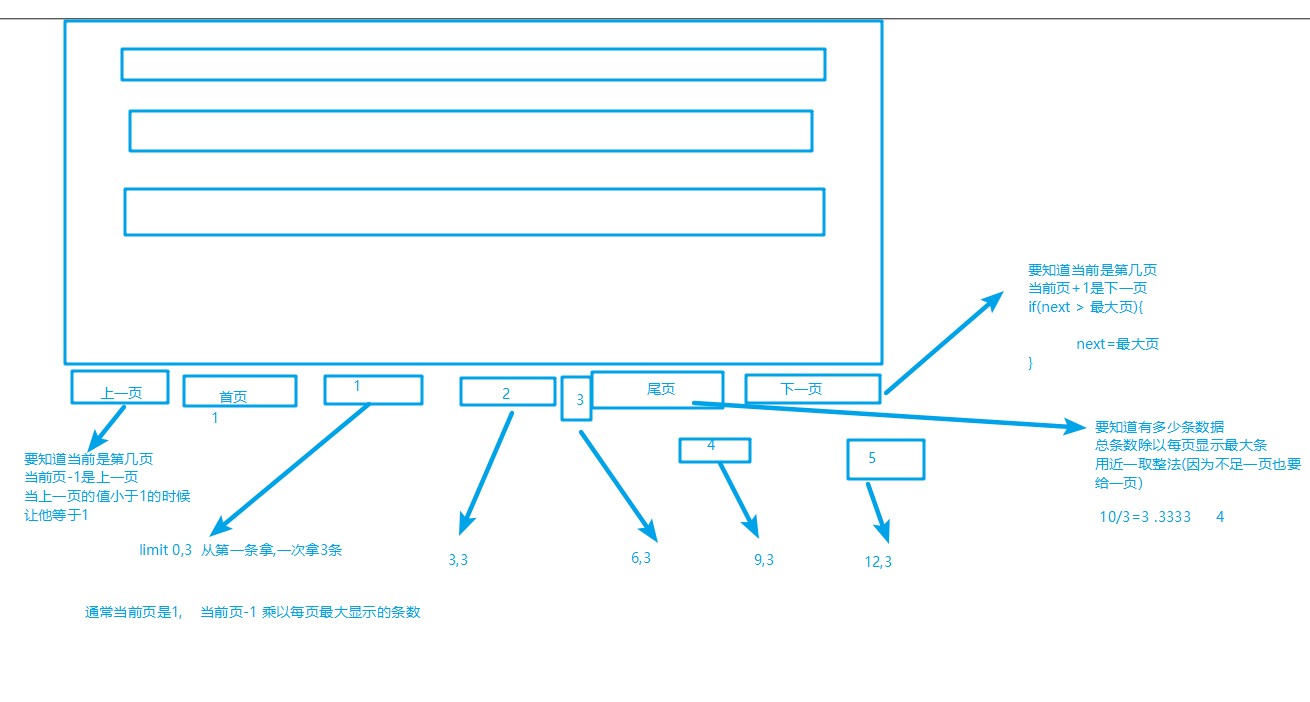 要知道当前是第几页
当前页+1是下一页
if(next > 最大页){
next=最大页
}
上一页
首页
1
1
2
3
尾页
下一页
要知道当前是第几页
当前页-1是上一页
当上一页的值小于1的时候
让他等于1
4
5
要知道有多少条数据
总条数除以每页显示最大条
用近一取整法(因为不足一页也要
给一页)
10/3=3 .3333 4
limit 0,3 从第一条拿,一次拿3条
3,3
6,3
9,3
12,3
通常当前页是1, 当前页-1 乘以每页最大显示的条数